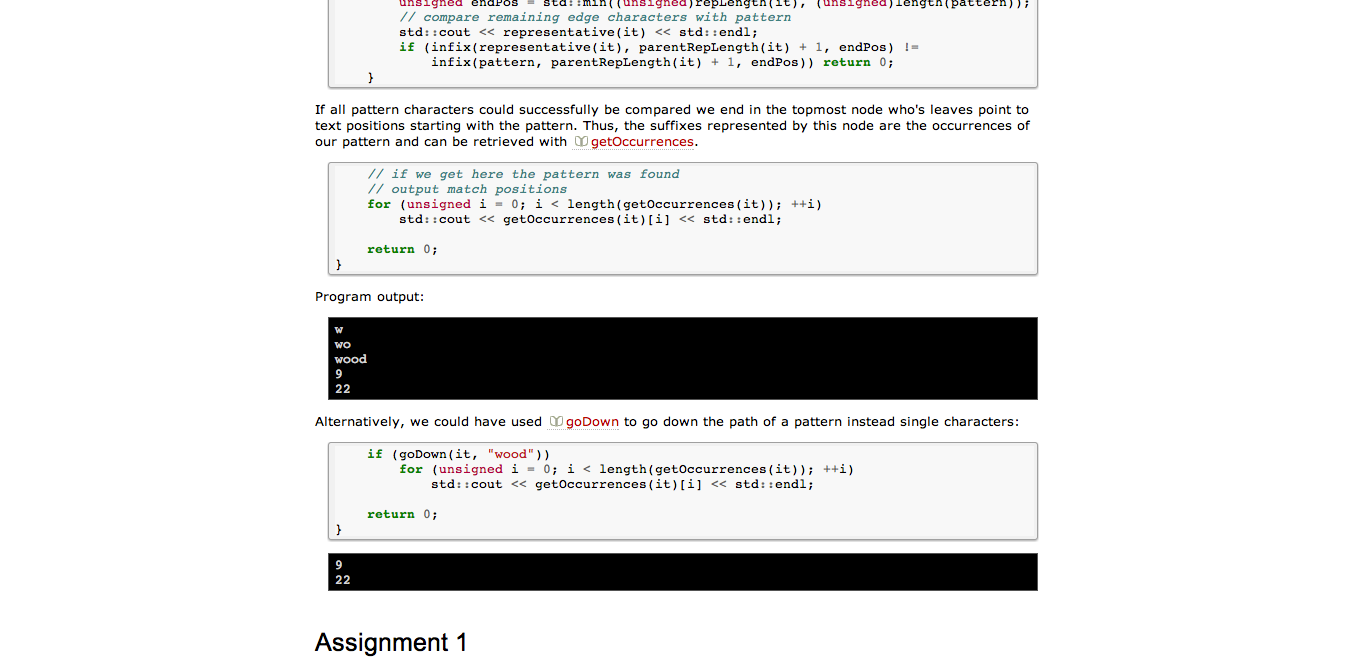 unsigned endPos = std::min((unsigned)repLength(it), (unsigned)length(pattern));
// compare remaining edge characters with pattern
std::cout << representative(it) << std::endl;
if (infix(representative(it), parentRepLength(it) + 1, endPos) !=
infix(pattern, parentRepLength(it) + 1, endPos)) return 0;
}
If all pattern characters could successfully be compared we end in the topmost node who's leaves point to
text positions starting with the pattern. Thus, the suffixes represented by this node are the occurrences of
our pattern and can be retrieved with getOccurrences.
// if we get here the pattern was found
// output match positions
for (unsigned i = 0; i < length(getOccurrences(it)); ++i)
std::cout << getOccurrences(it)[i] << std::endl;
return 0;
}
Program output:
w
wo
wood
9
22
Alternatively, we could have used goDown to go down the path of a pattern instead single characters:
if (goDown(it, "wood"))
for (unsigned i = 0; i < length(getOccurrences(it)); ++i)
std::cout << getOccurrences(it)[i] << std::endl;
return 0;
}
9
22
Assignment 1